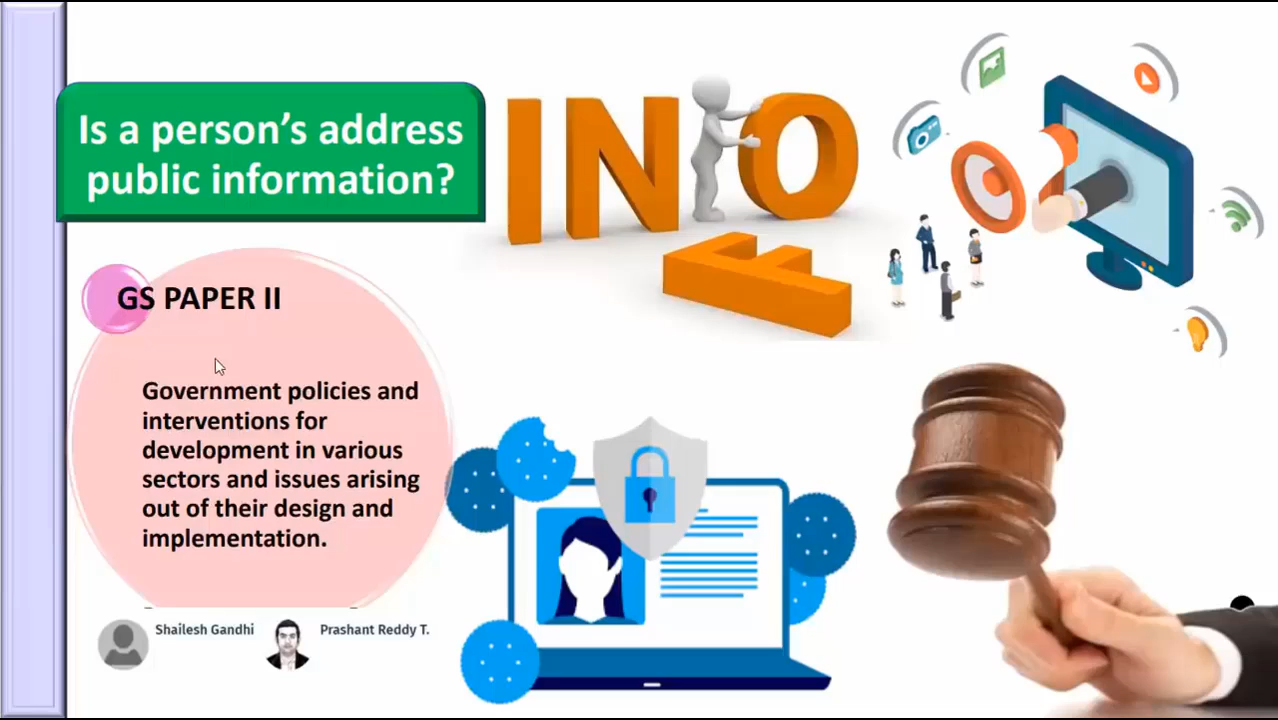 Is a person's address
public information?
INFO
GS PAPER II
Government policies and
interventions for
development in various
sectors and issues arising
out of their design and
implementation.
Shailesh Gandhi
Prashant Reddy T.